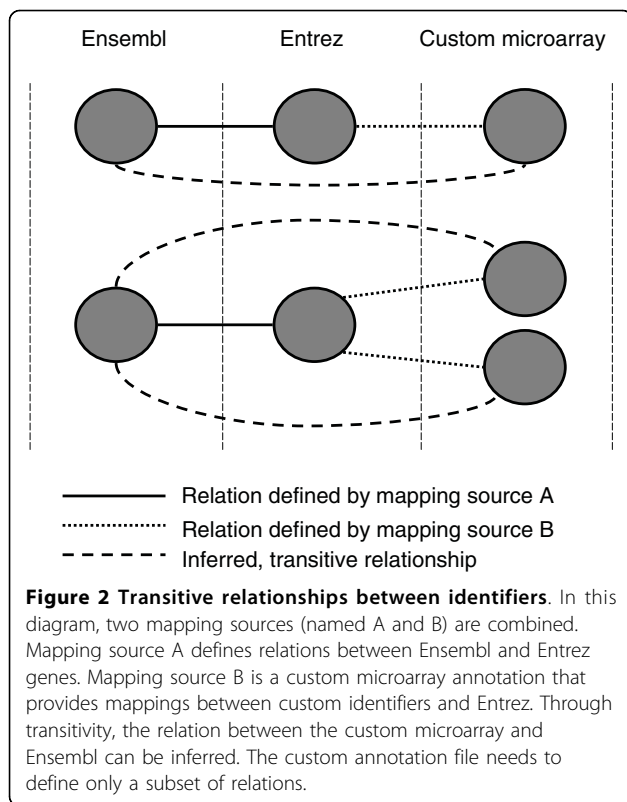 Ensembl Entrez Custom microarray
Relation defined by mapping source A
Relation defined by mapping source B
Inferred, transitive relationship
Figure 2 Transitive relationships between identifiers. In this
diagram, two mapping sources (named A and B) are combined.
Mapping source A defines relations between Ensembl and Entrez
genes. Mapping source B is a custom microarray annotation that
provides mappings between custom identifiers and Entrez. Through
transitivity, the relation between the custom microarray and
Ensembl can be inferred. The custom annotation file needs to
define only a subset of relations.